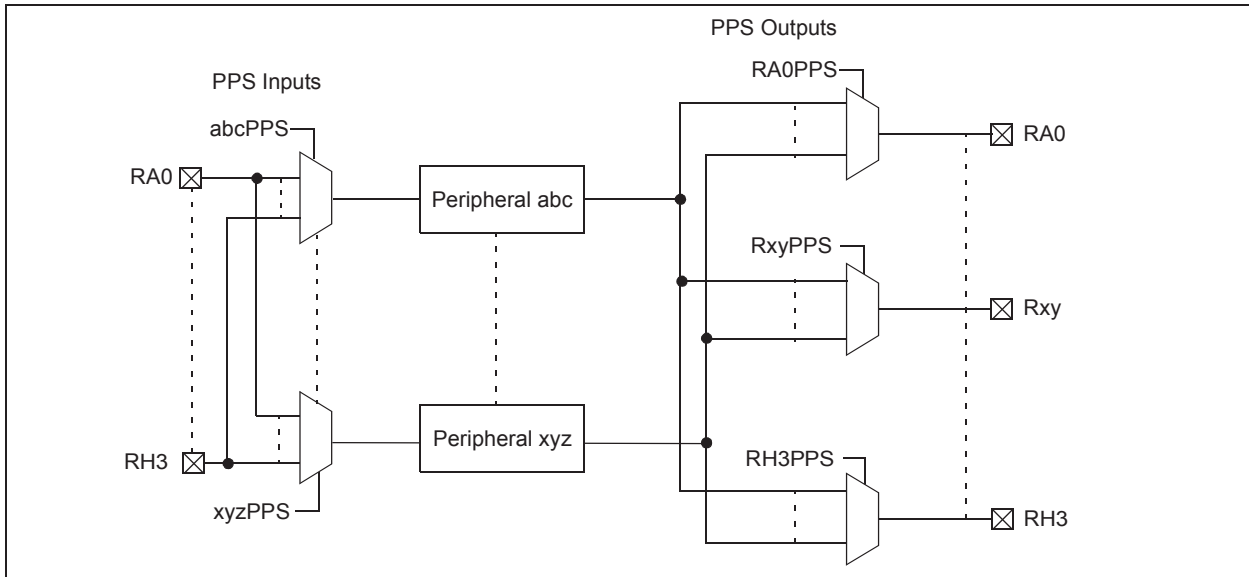 PPS Outputs
RA0PPS
PPS Inputs
abcPPS
RA0
RA0
Peripheral abc
RxyPPS
Rxy
Peripheral xyz
RH3
RH3PPS
xyzPPS
RH3